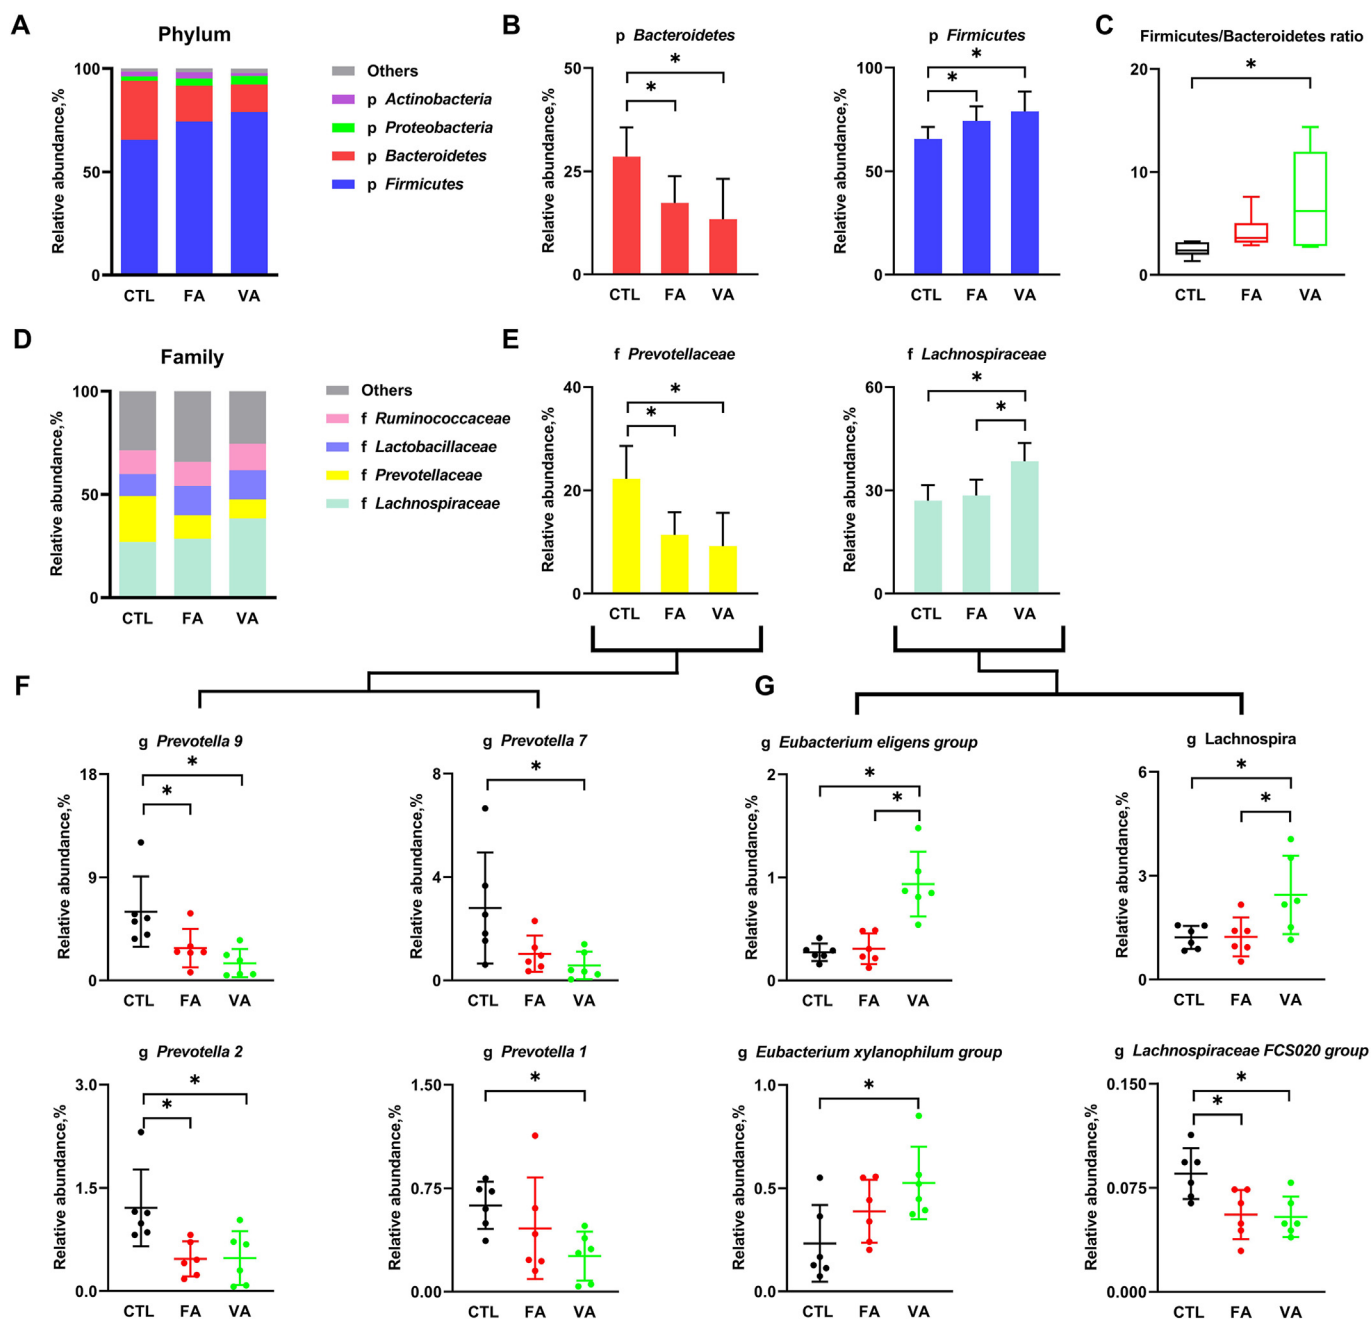 A
Phylum
Relative abundance,%
100
50
0
CTL FA VA
Others
p Actinobacteria
p Proteobacteria
p Bacteroidetes
p Firmicutes
B
p Bacteroidetes
Relative abundance,%
50
25
0
* *
CTL FA VA
p Firmicutes
Relative abundance,%
100
50
0
* *
CTL FA VA
C
Firmicutes/Bacteroidetes ratio
20
10
0
*
CTL FA VA
D
Family
Relative abundance,%
100
50
0
CTL FA VA
Others
f Ruminococcaceae
f Lactobacillaceae
f Prevotellaceae
f Lachnospiraceae
E
f Prevotellaceae
Relative abundance,%
40
20
0
* *
CTL FA VA
f Lachnospiraceae
Relative abundance,%
60
30
0
* *
CTL FA VA
F
g Prevotella 9
Relative abundance,%
18
9
0
* *
CTL FA VA
g Prevotella 7
Relative abundance,%
8
4
0
*
CTL FA VA
g Prevotella 2
Relative abundance,%
3.0
1.5
0.0
* *
CTL FA VA
g Prevotella 1
Relative abundance,%
1.50
0.75
0.00
*
CTL FA VA
G
g Eubacterium eligens group
Relative abundance,%
2
1
0
* *
CTL FA VA
g Lachnospira
Relative abundance,%
6
3
0
* *
CTL FA VA
g Eubacterium xylanophilum group
Relative abundance,%
1.0
0.5
0.0
*
CTL FA VA
g Lachnospiraceae FCS020 group
Relative abundance,%
0.150
0.075
0.000
* *
CTL FA VA